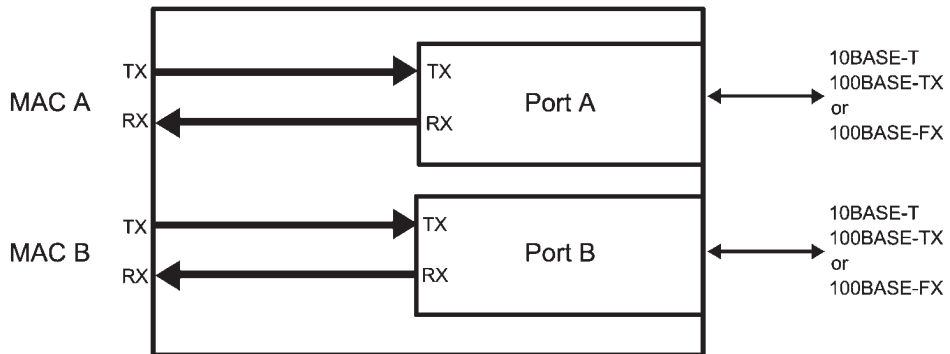 TX
TX
MAC A
Port A
RX
RX
10BASE-T
100BASE-TX
or
100BASE-FX
TX
TX
MAC B
Port B
RX
RX
10BASE-T
100BASE-TX
or
100BASE-FX